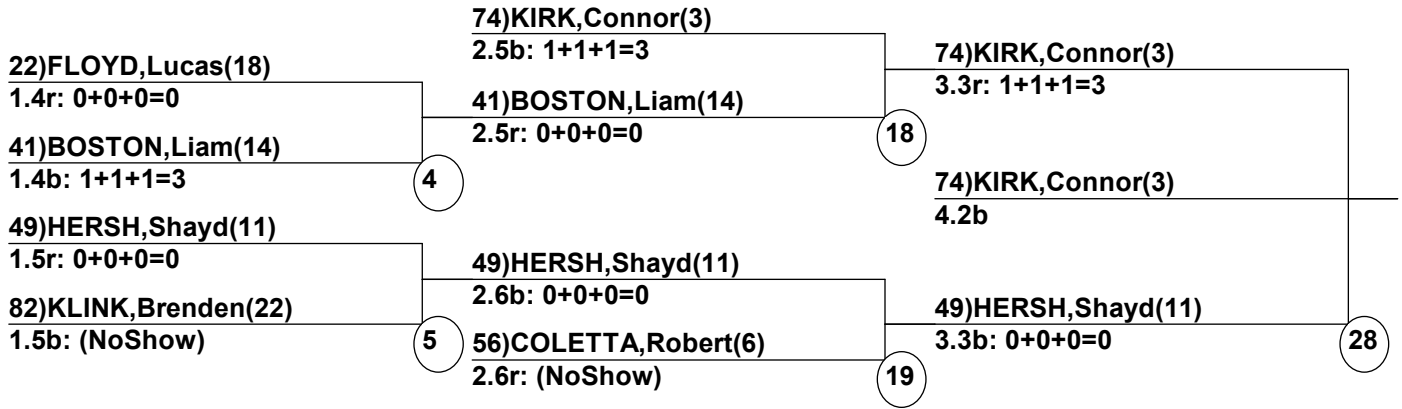 22)FLOYD,Lucas(18)
1.4r: 0+0+0=0
41)BOSTON,Liam(14)
1.4b: 1+1+1=3
4
49)HERSH,Shayd(11)
1.5r: 0+0+0=0
82)KLINK,Brenden(22)
1.5b: (NoShow)
5
74)KIRK,Connor(3)
2.5b: 1+1+1=3
41)BOSTON,Liam(14)
2.5r: 0+0+0=0
18
49)HERSH,Shayd(11)
2.6b: 0+0+0=0
56)COLETTA,Robert(6)
2.6r: (NoShow)
19
74)KIRK,Connor(3)
3.3r: 1+1+1=3
74)KIRK,Connor(3)
4.2b
49)HERSH,Shayd(11)
3.3b: 0+0+0=0
28